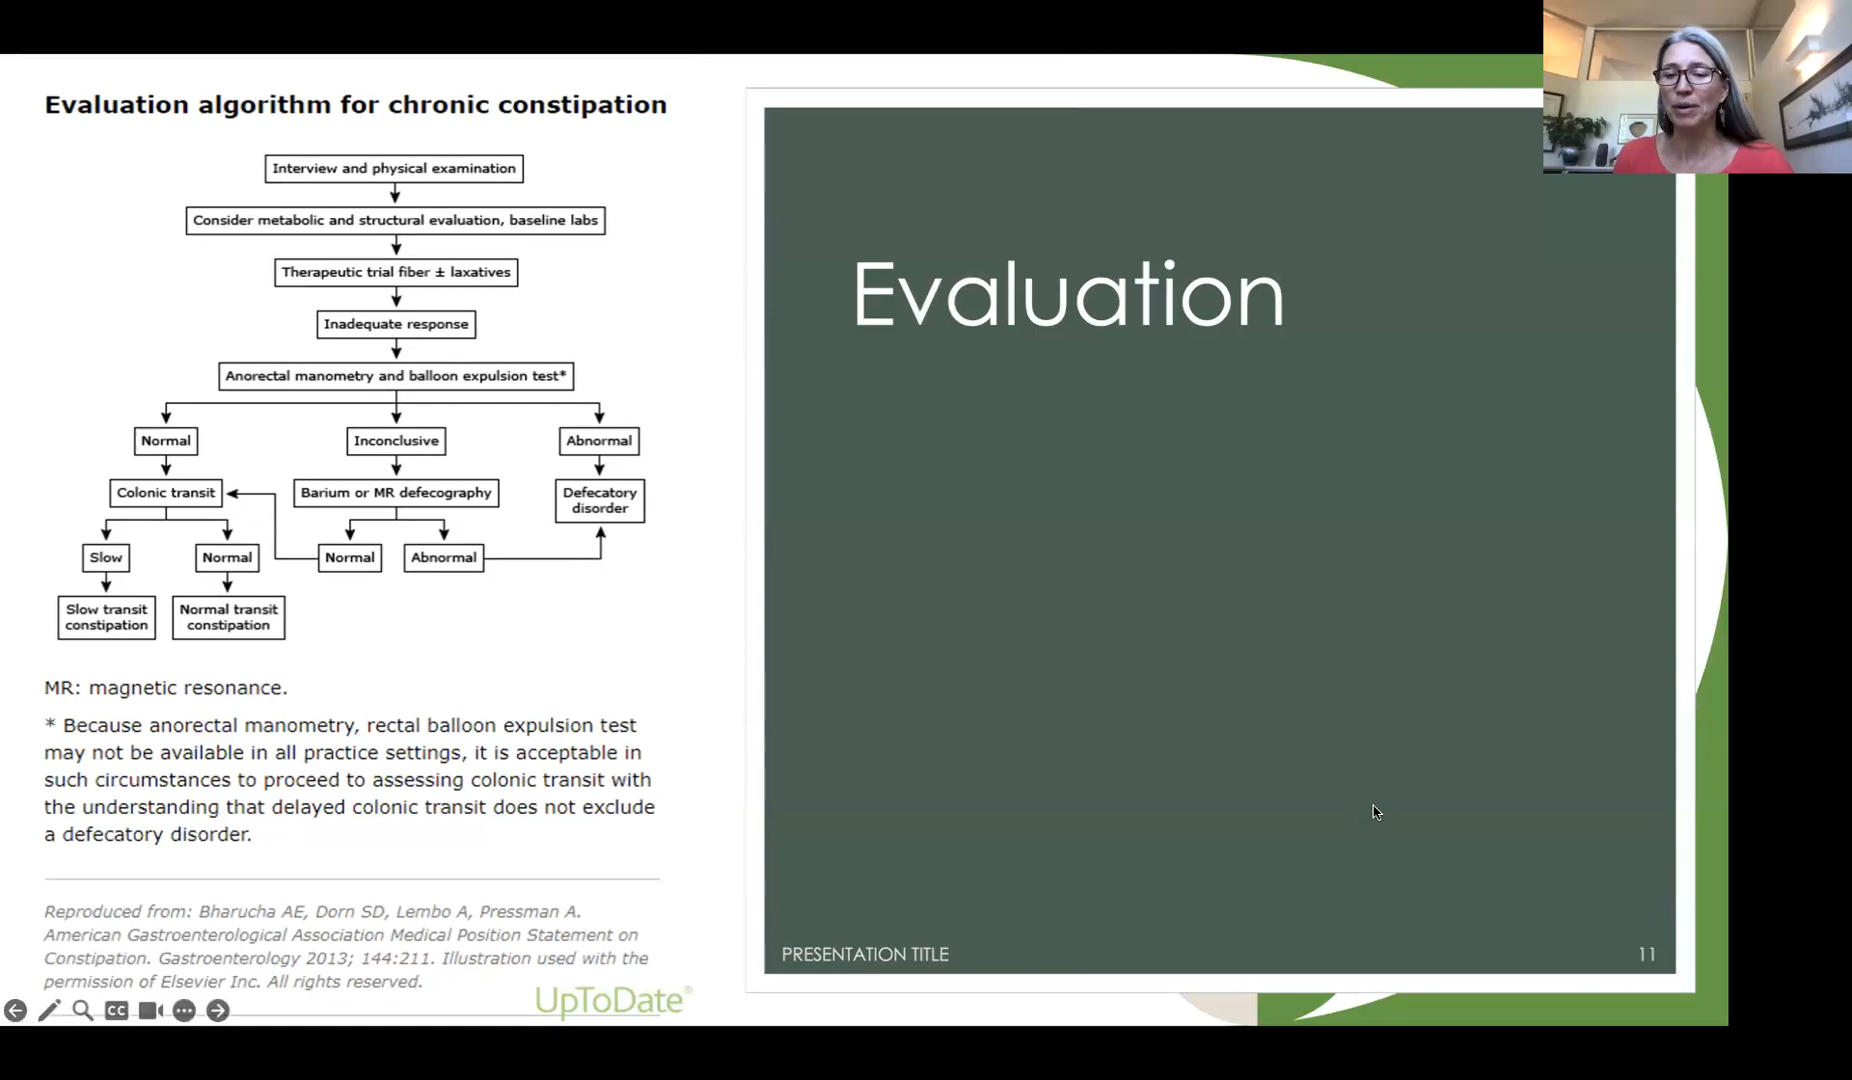 Evaluation algorithm for chronic constipation
Interview and physical examination
Consider metabolic and structural evaluation, baseline labs
Therapeutic trial fiber ± laxatives
Inadequate response
Anorectal manometry and balloon expulsion test*
Normal
Inconclusive
Abnormal
Colonic transit
Barium or MR defecography
Defecatory
disorder
Slow
Normal
Normal
Abnormal
Slow transit
constipation
Normal transit
constipation
MR: magnetic resonance.
* Because anorectal manometry, rectal balloon expulsion test
may not be available in all practice settings, it is acceptable in
such circumstances to proceed to assessing colonic transit with
the understanding that delayed colonic transit does not exclude
a defecatory disorder.
Reproduced from: Bharucha AE, Dorn SD, Lembo A, Pressman A.
American Gastroenterological Association Medical Position Statement on
Constipation. Gastroenterology 2013; 144:211. Illustration used with the
permission of Elsevier Inc. All rights reserved.
UpToDate®
CC
Evaluation
PRESENTATION TITLE
11